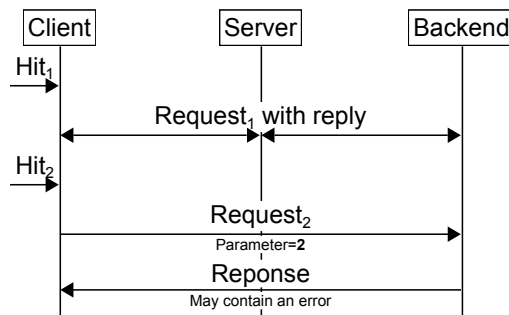 Client Server Backend
Hit₁
Request₁ with reply
Hit₂
Request₂
Parameter=2
Reponse
May contain an error